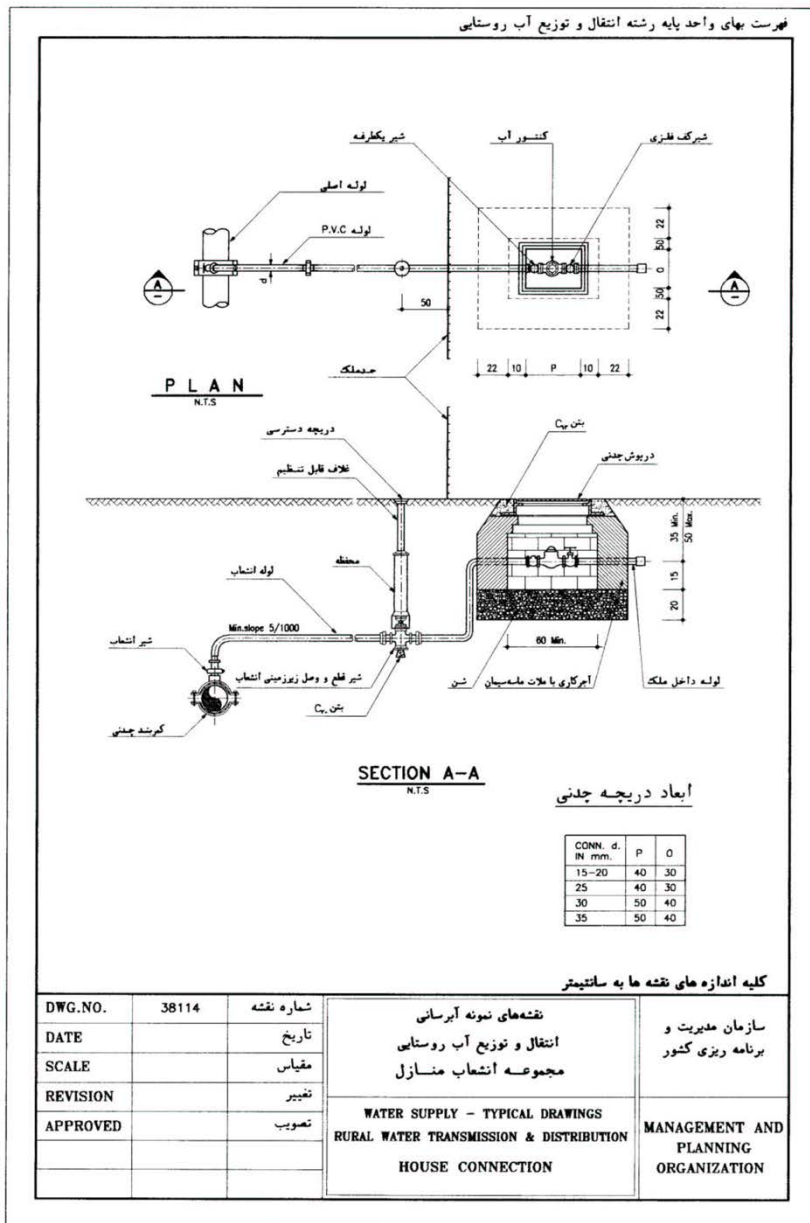 فهرست بهای واحد پایه رشته انتقال و توزیع آب روستایی
شیر یکطرفه
کنتور آب
شیرکف فلزی
لوله اصلی
لوله P.V.C
A
A
d
50
22
50
O
50
22
22
10
P
10
22
حدملک
PLAN
N.T.S
دریچه دسترسی
غلاف قابل تنظیم
محفظه
لوله انشعاب
Min.slope 5/1000
شیر انشعاب
کمربند چدنی
شیر قطع و وصل زیرزمینی انشعاب
بتن
بتن
درپوش چدنی
35 Min.
50 Max.
15
20
60 Min.
شن
آجرکاری با ملات ماسه‌سیمان
لوله داخل ملک
SECTION A-A
N.T.S
ابعاد دریچه چدنی
CONN. d. IN mm. P O
15-20 40 30
25 40 30
30 50 40
35 50 40
کلیه اندازه های نقشه ها به سانتیمتر
DWG.NO. 38114 شماره نقشه
DATE تاریخ
SCALE مقیاس
REVISION تغییر
APPROVED تصویب
نقشه‌های نمونه آبرسانی
انتقال و توزیع آب روستایی
مجموعه انشعاب منازل
WATER SUPPLY - TYPICAL DRAWINGS
RURAL WATER TRANSMISSION & DISTRIBUTION
HOUSE CONNECTION
سازمان مدیریت و
برنامه ریزی کشور
MANAGEMENT AND
PLANNING
ORGANIZATION